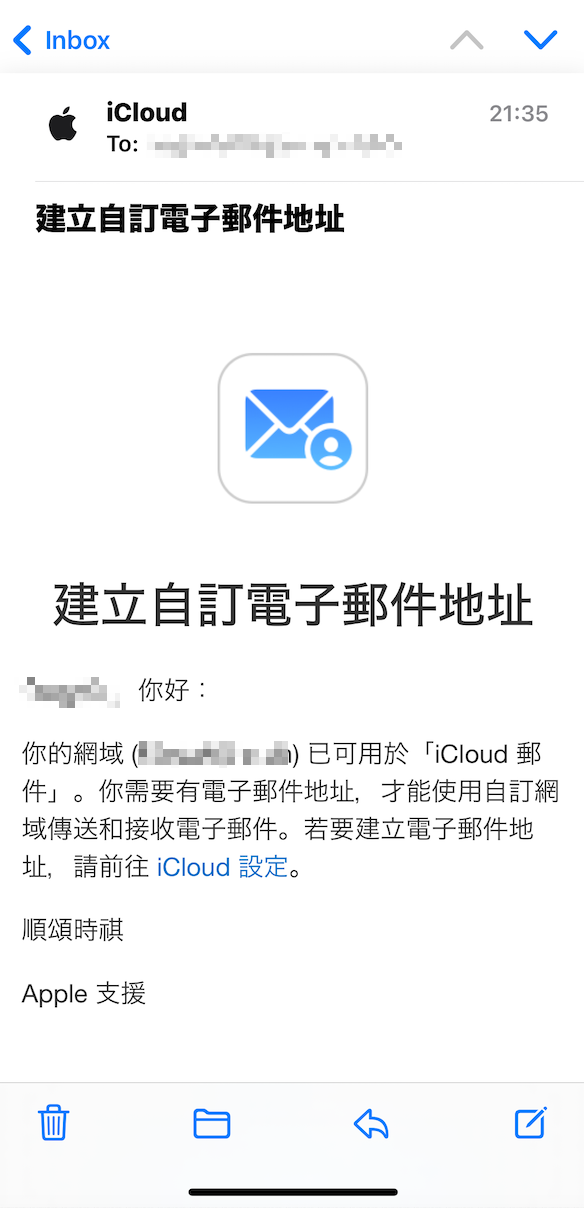 Inbox
iCloud
21:35
To:
建立自訂電子郵件地址
建立自訂電子郵件地址
你好：
你的網域 () 已可用於「iCloud 郵
件」。你需要有電子郵件地址，才能使用自訂網
域傳送和接收電子郵件。若要建立電子郵件地
址，請前往 iCloud 設定。
順頌時祺
Apple 支援